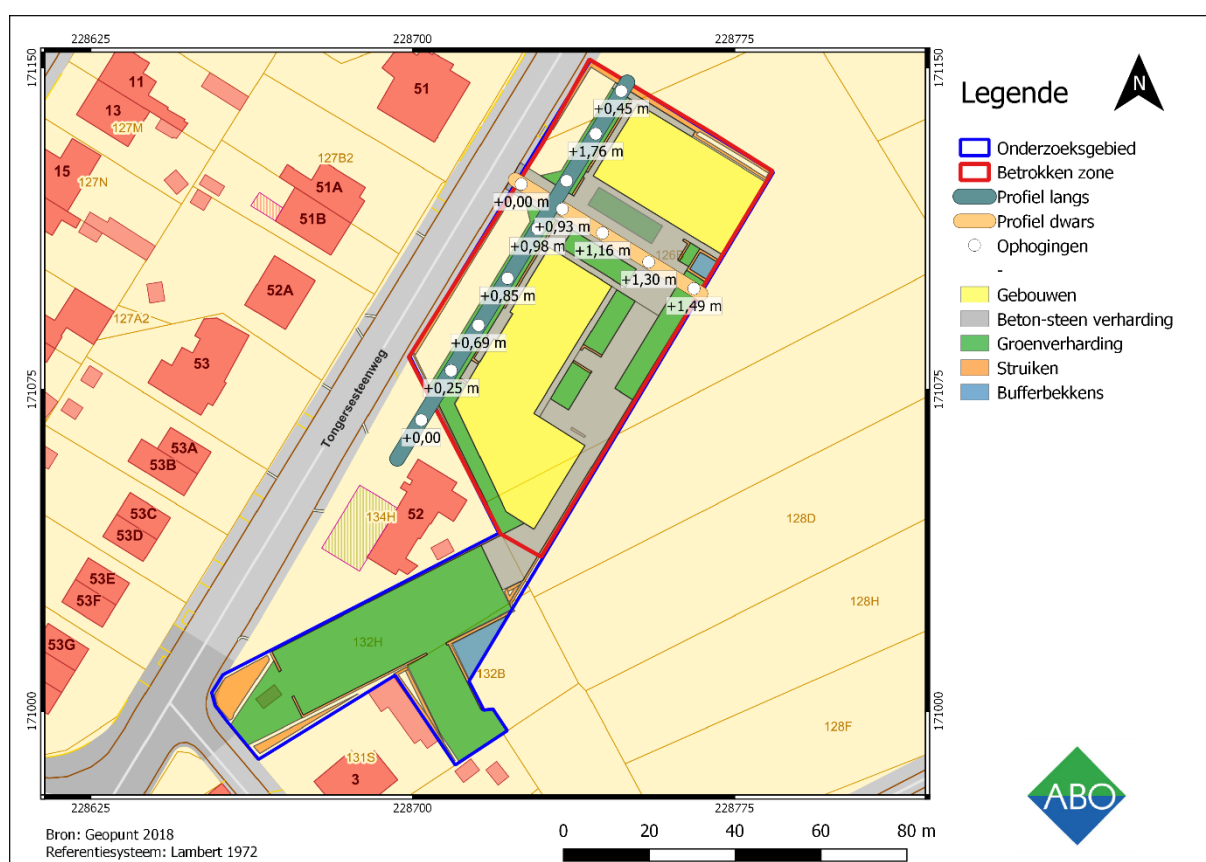 228625 228700 228775
171150
171150
11
13
127M
51
127B2
15
127N
51A
51B
+0,45 m
+1,76 m
+0,00 m
+0,93 m
+0,98 m
+1,16 m
+1,30 m
+1,49 m
+0,85 m
+0,69 m
+0,25 m
+0,00
52A
127A2
53
Tongersesteenweg
171075
171075
53A
53B
53C
53D
53E
53F
53G
134H
52
128D
128H
128F
132H
132B
131S
3
171000
171000
228625 228700 228775
Legende
N
Onderzoeksgebied
Betrokken zone
Profiel langs
Profiel dwars
Ophogingen
-
Gebouwen
Beton-steen verharding
Groenverharding
Struiken
Bufferbekkens
ABO
Bron: Geopunt 2018
Referentiesysteem: Lambert 1972
0 20 40 60 80 m